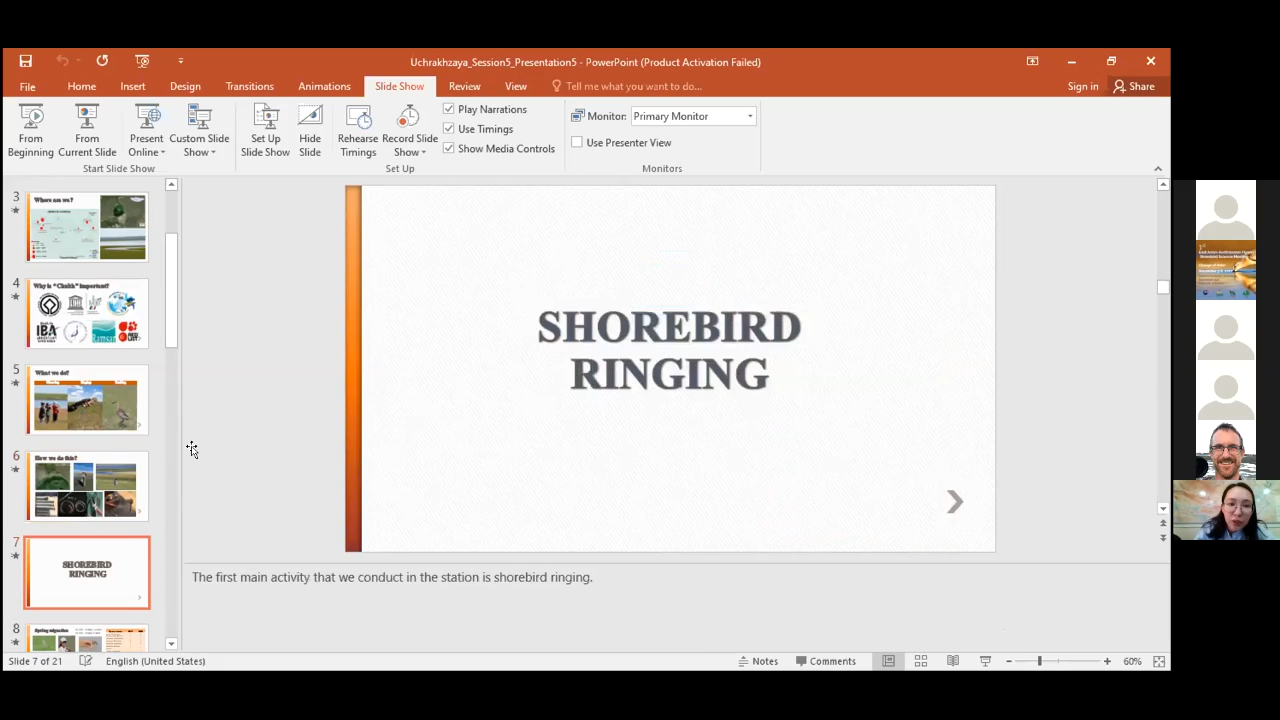 Uchrakhzaya_Session5_Presentation5 - PowerPoint (Product Activation Failed)
File Home Insert Design Transitions Animations Slide Show Review View Tell me what you want to do... Sign in Share
From Beginning
From Current Slide
Present Online
Custom Slide Show
Set Up Slide Show
Hide Slide
Rehearse Timings
Record Slide Show
Play Narrations
Use Timings
Show Media Controls
Monitor: Primary Monitor
Use Presenter View
Start Slide Show Set Up Monitors
3
Where are we?
4
Why is "Chukh" important?
IBA
5
What we do?
6
How we do this?
7
SHOREBIRD
RINGING
8
Spring migration
SHOREBIRD
RINGING
The first main activity that we conduct in the station is shorebird ringing.
Slide 7 of 21 English (United States) Notes Comments 60%